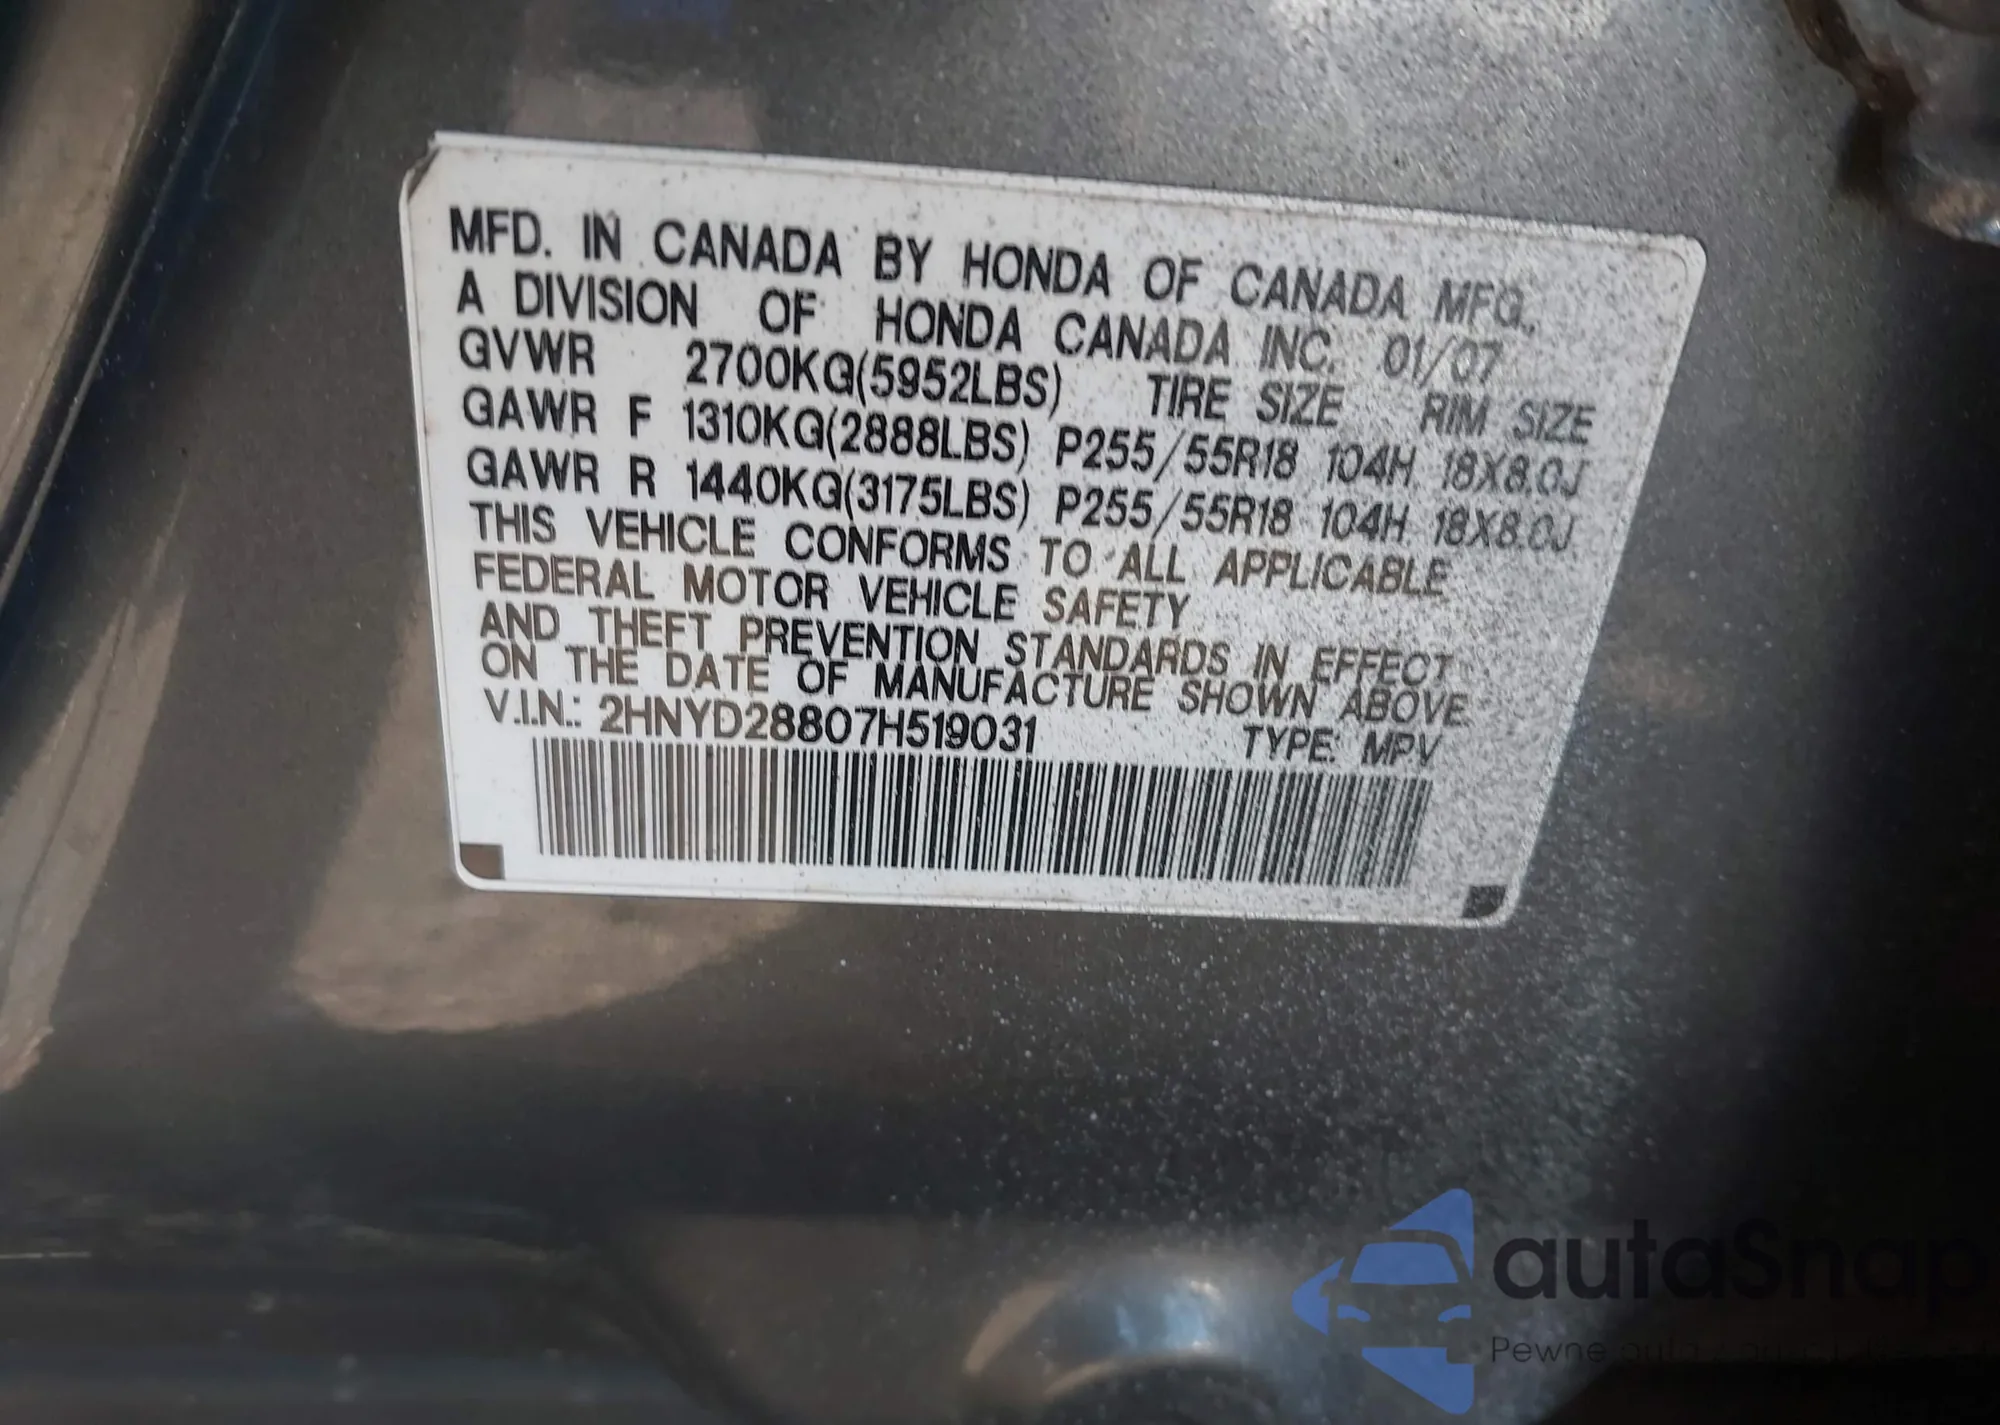 MFD. IN CANADA BY HONDA OF CANADA MFG.,
A DIVISION OF HONDA CANADA INC. 01/07
GVWR 2700KG(5952LBS) TIRE SIZE RIM SIZE
GAWR F 1310KG(2888LBS) P255/55R18 104H 18X8.0J
GAWR R 1440KG(3175LBS) P255/55R18 104H 18X8.0J
THIS VEHICLE CONFORMS TO ALL APPLICABLE
FEDERAL MOTOR VEHICLE SAFETY
AND THEFT PREVENTION STANDARDS IN EFFECT
ON THE DATE OF MANUFACTURE SHOWN ABOVE
V.I.N.: 2HNYD28807H519031 TYPE: MPV
autaSnap
Pewne auta